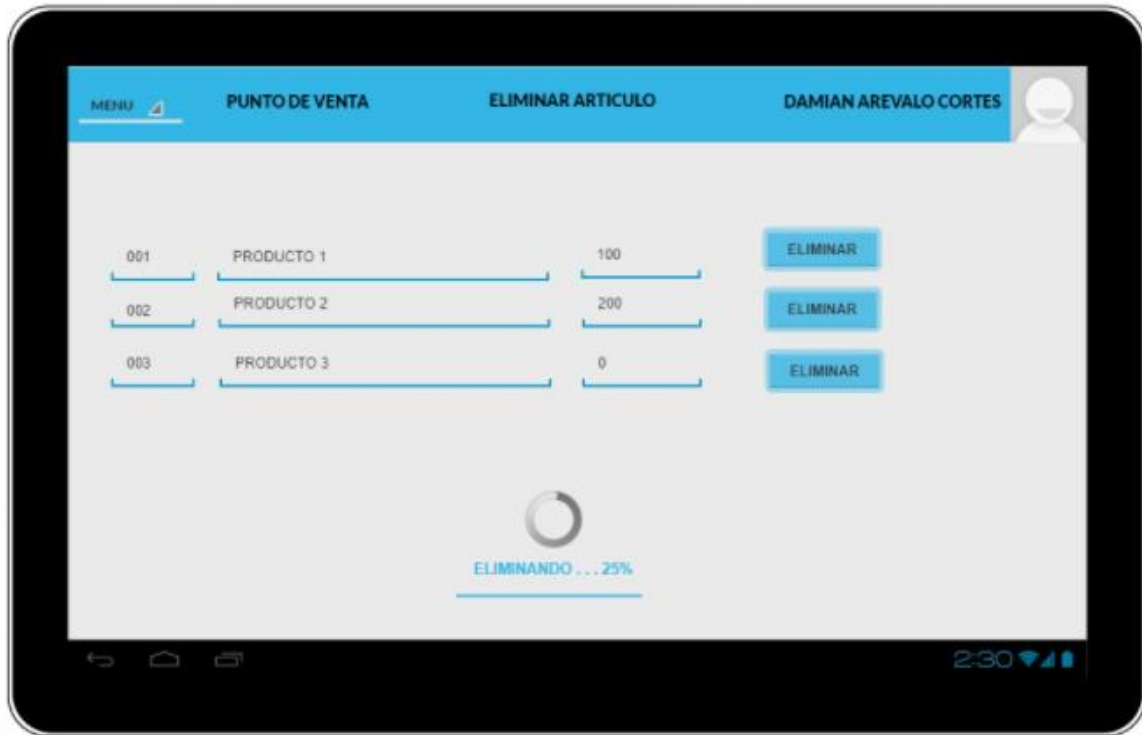 MENU PUNTO DE VENTA ELIMINAR ARTICULO DAMIAN AREVALO CORTES
001 PRODUCTO 1 100 ELIMINAR
002 PRODUCTO 2 200 ELIMINAR
003 PRODUCTO 3 0 ELIMINAR
ELIMINANDO . . . 25%
2:30